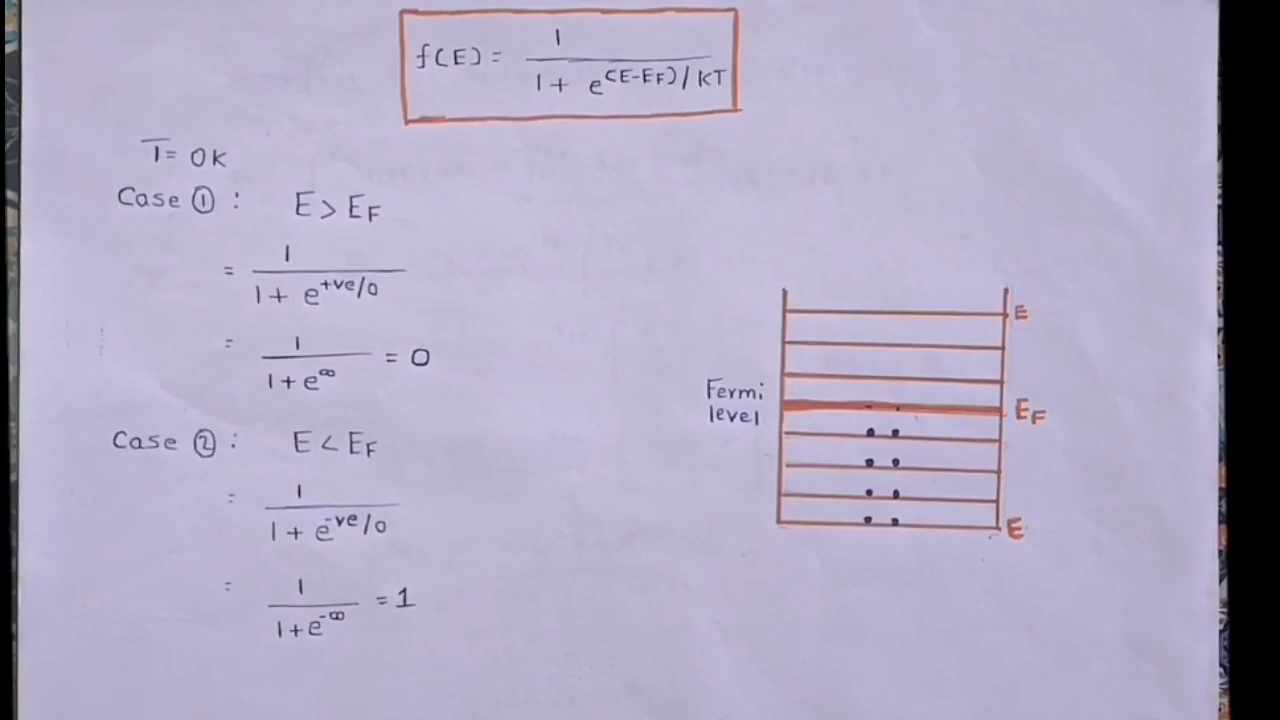 f(E) = 1 / 1 + e^(E-EF)/KT
T = 0K
Case ① : E > EF
= 1 / 1 + e^+ve/0
= 1 / 1 + e^∞ = 0
Case ② : E < EF
= 1 / 1 + e^-ve/0
= 1 / 1 + e^-∞ = 1
E
Fermi
level
EF
E